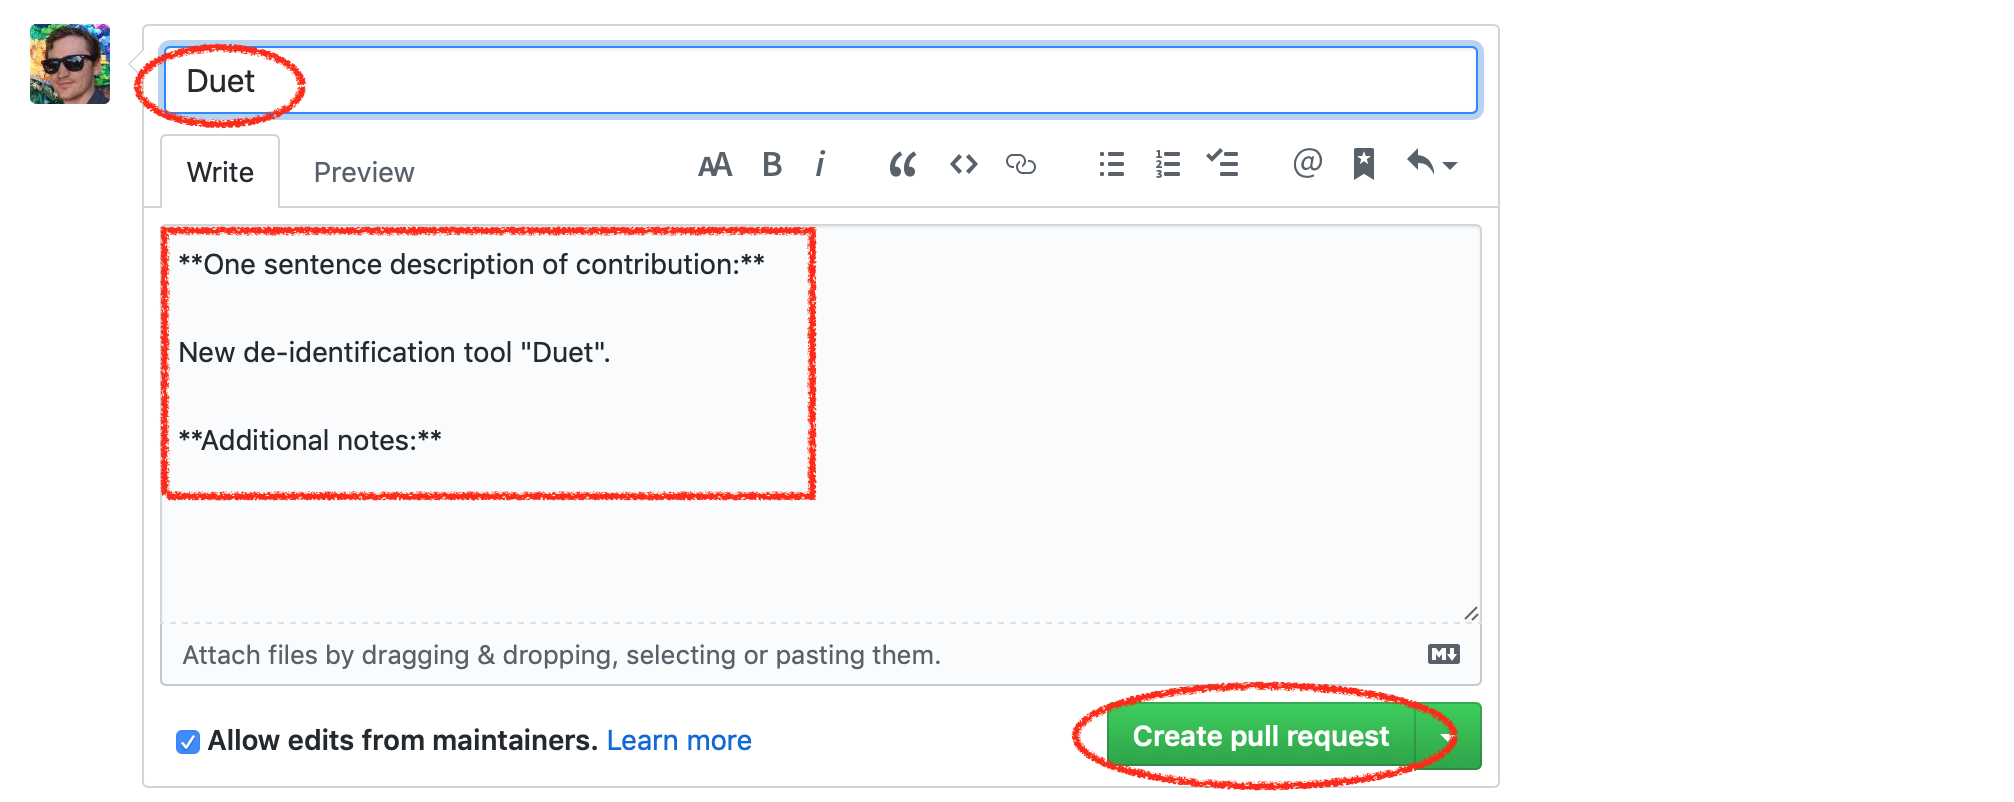 Duet
Write Preview
**One sentence description of contribution:**
New de-identification tool "Duet".
**Additional notes:**
Attach files by dragging & dropping, selecting or pasting them.
Allow edits from maintainers. Learn more
Create pull request